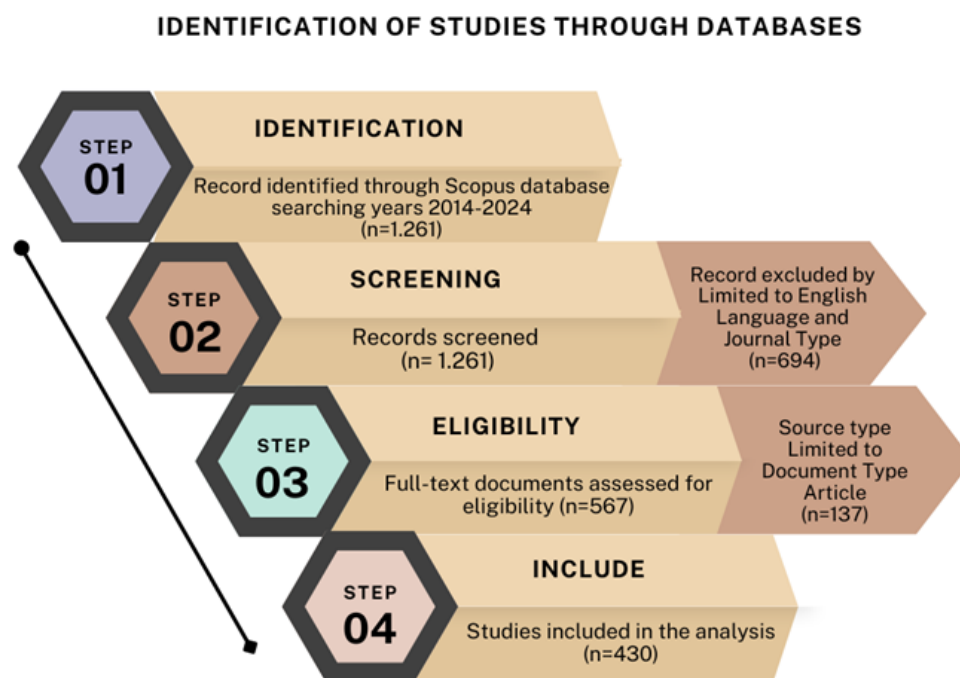 IDENTIFICATION OF STUDIES THROUGH DATABASES
STEP
01
IDENTIFICATION
Record identified through Scopus database
searching years 2014-2024
(n=1.261)
STEP
02
SCREENING
Records screened
(n= 1.261)
Record excluded by
Limited to English
Language and
Journal Type
(n=694)
STEP
03
ELIGIBILITY
Full-text documents assessed for
eligibility (n=567)
Source type
Limited to
Document Type
Article
(n=137)
STEP
04
INCLUDE
Studies included in the analysis
(n=430)